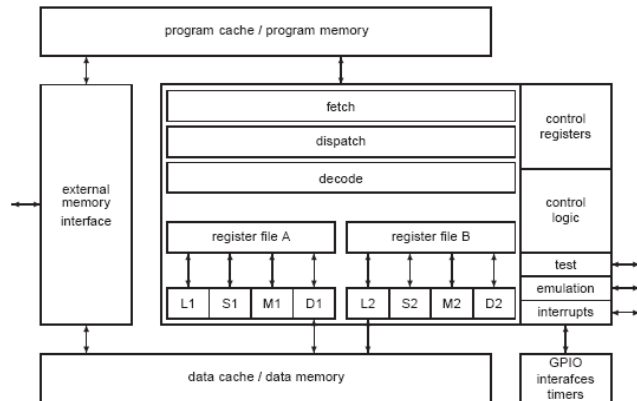 program cache / program memory
fetch
dispatch
decode
control
registers
external
memory
interface
control
logic
register file A
register file B
test
emulation
interrupts
L1
S1
M1
D1
L2
S2
M2
D2
data cache / data memory
GPIO
interafces
timers